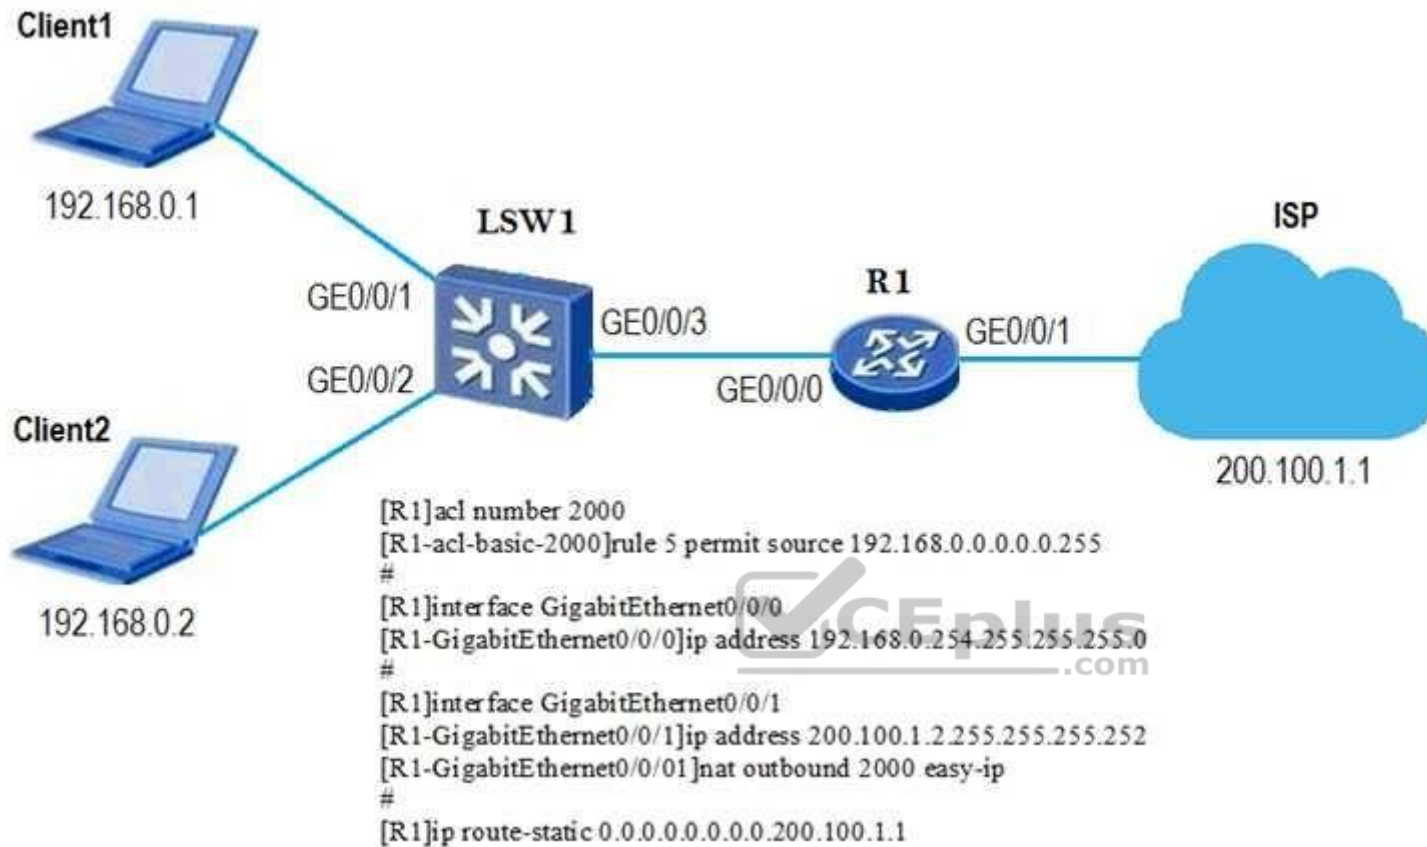 Client1
192.168.0.1
LSW1
ISP
R1
GE0/0/1
GE0/0/3
GE0/0/1
GE0/0/2
GE0/0/0
Client2
200.100.1.1
192.168.0.2
[R1]acl number 2000
[R1-acl-basic-2000]rule 5 permit source 192.168.0.0.0.0.0.255
#
[R1]interface GigabitEthernet0/0/0
[R1-GigabitEthernet0/0/0]ip address 192.168.0.254.255.255.255.0
#
[R1]interface GigabitEthernet0/0/1
[R1-GigabitEthernet0/0/1]ip address 200.100.1.2.255.255.255.252
[R1-GigabitEthernet0/0/01]nat outbound 2000 easy-ip
#
[R1]ip route-static 0.0.0.0.0.0.0.0.200.100.1.1
CEplus
.com